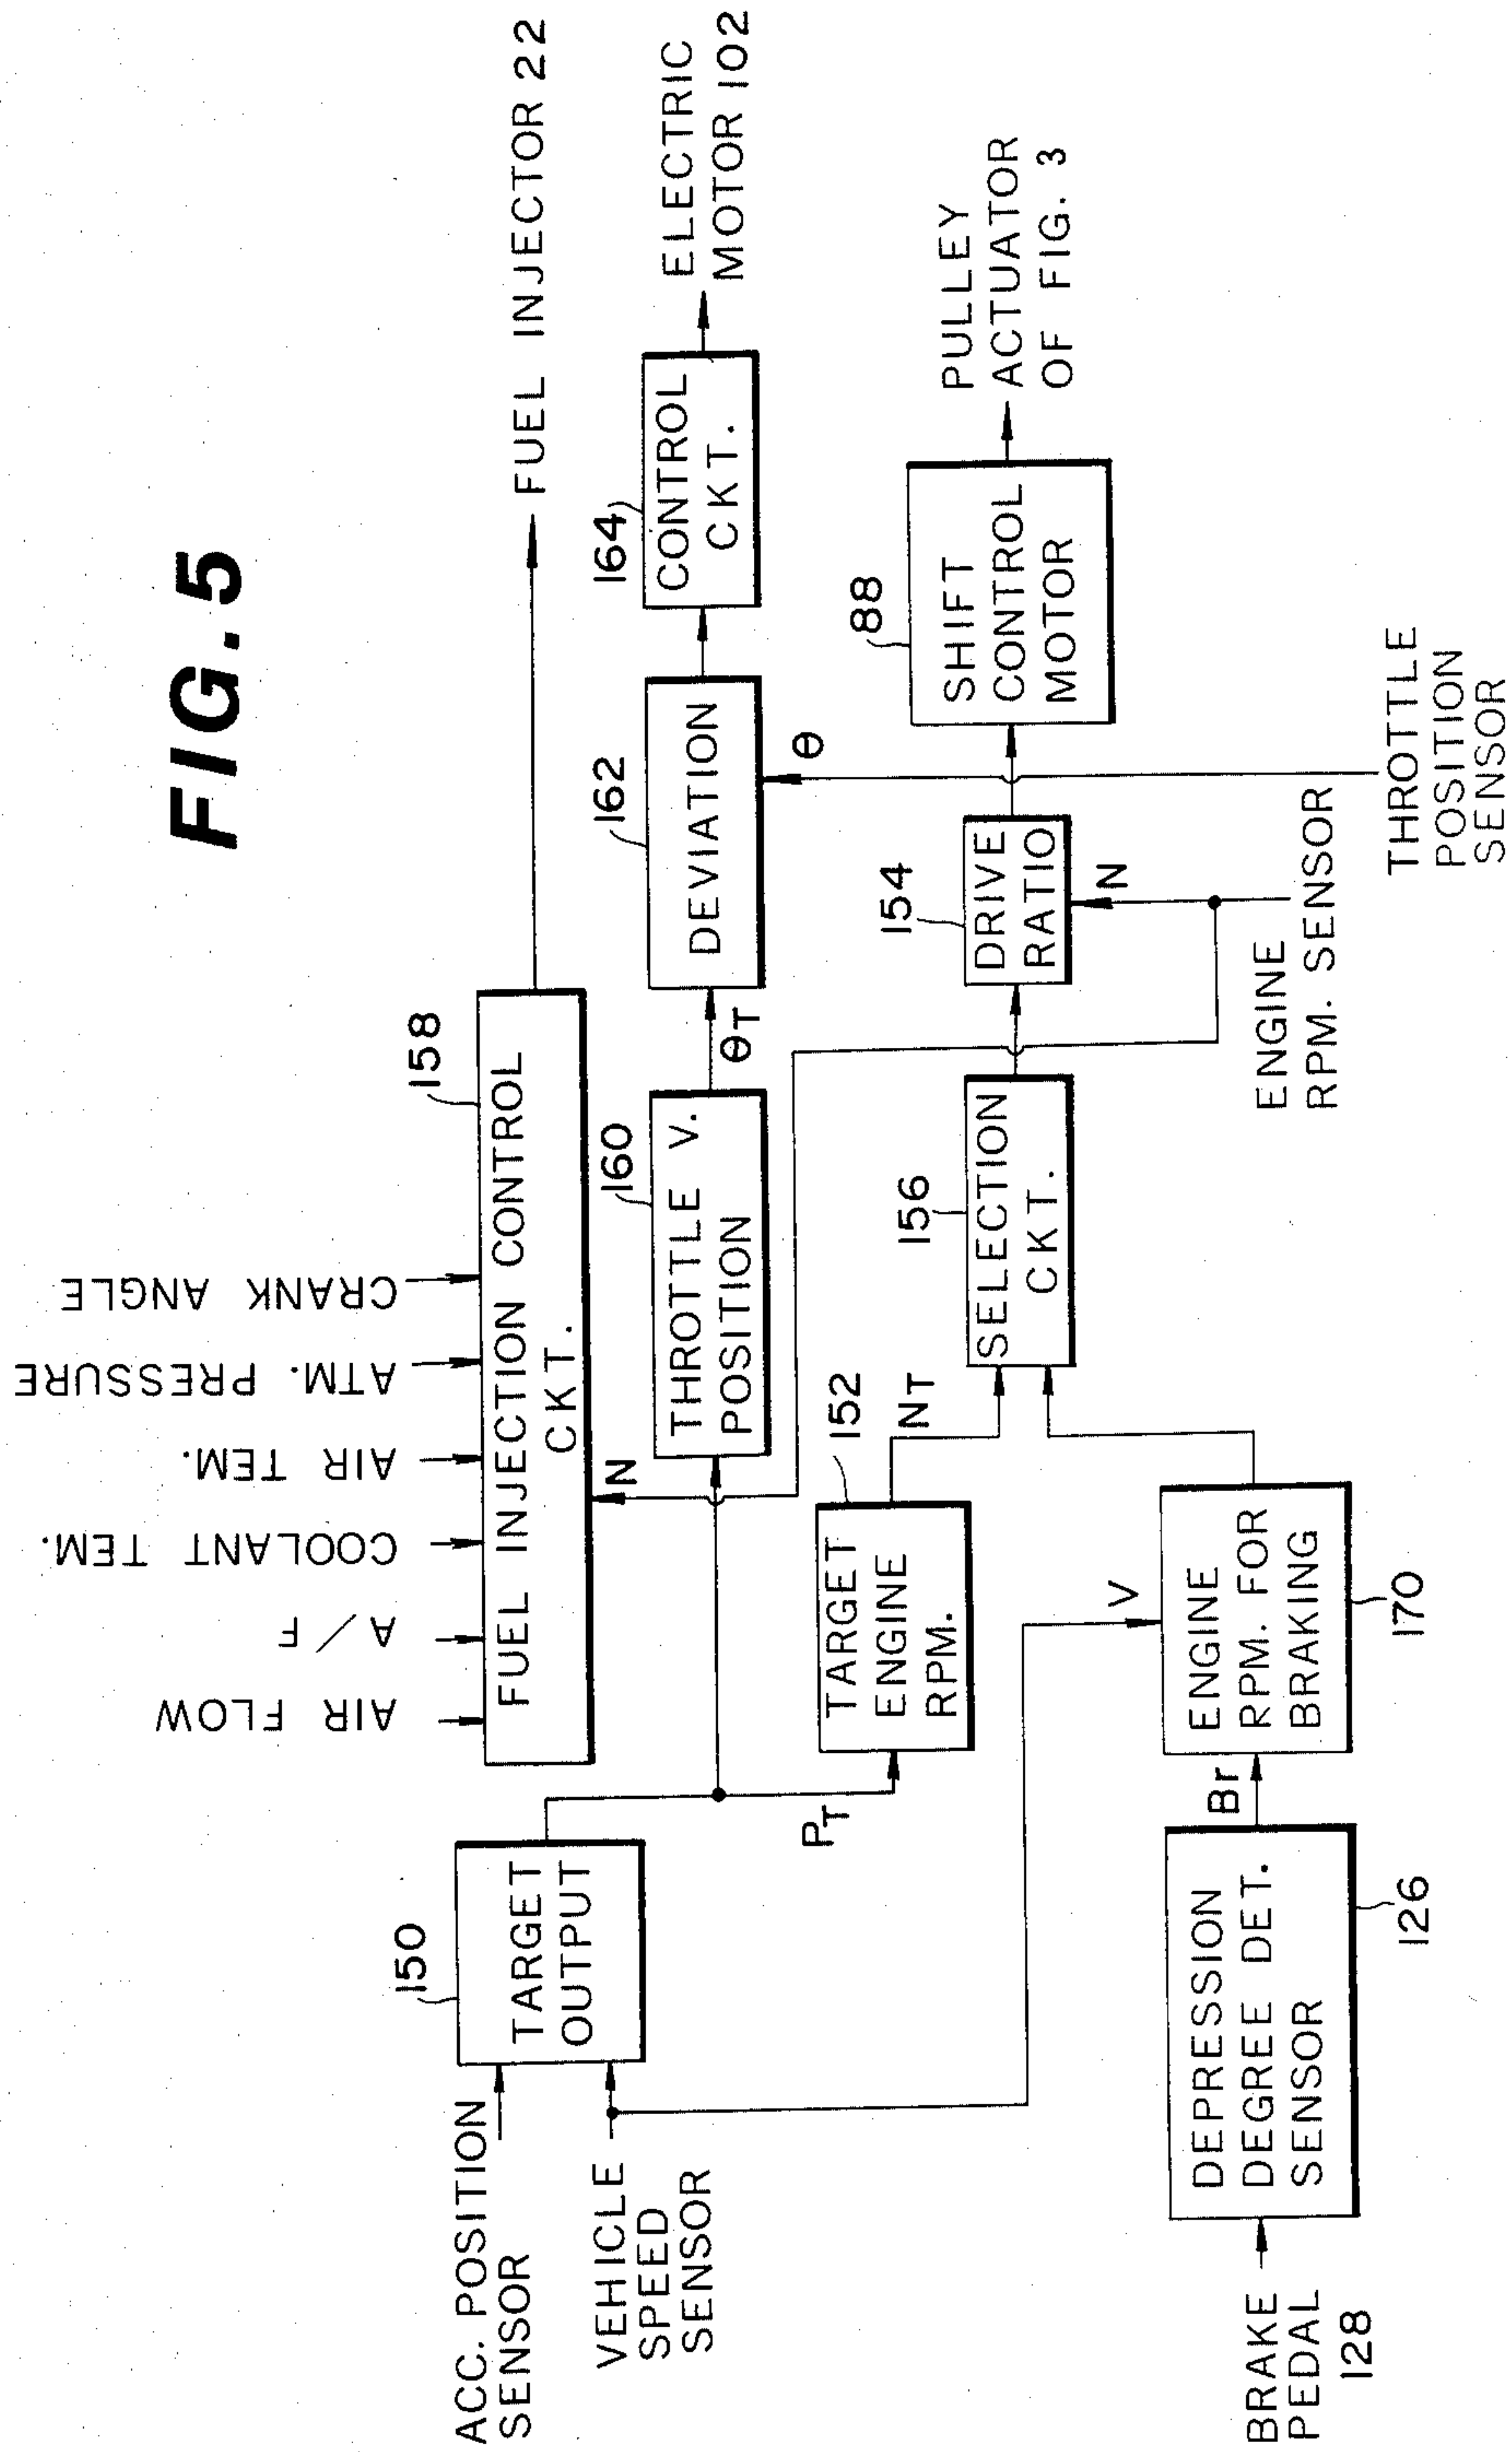 FIG. 5
AIR FLOW
A/F
COOLANT TEM.
AIR TEM.
ATM. PRESSURE
CRANK ANGLE
158
FUEL INJECTION CONTROL
CKT.
FUEL INJECTOR 22
N
ACC. POSITION
SENSOR
VEHICLE
SPEED
SENSOR
150
TARGET
OUTPUT
PT
160
THROTTLE V.
POSITION
θT
162
DEVIATION
θ
164
CONTROL
CKT.
ELECTRIC
MOTOR 102
152
TARGET
ENGINE
RPM.
NT
156
SELECTION
CKT.
154
DRIVE
RATIO
N
88
SHIFT
CONTROL
MOTOR
PULLEY
ACTUATOR
OF FIG. 3
BRAKE
PEDAL
128
DEPRESSION
DEGREE DET.
SENSOR
126
Br
V
ENGINE
RPM. FOR
BRAKING
170
ENGINE
RPM. SENSOR
THROTTLE
POSITION
SENSOR